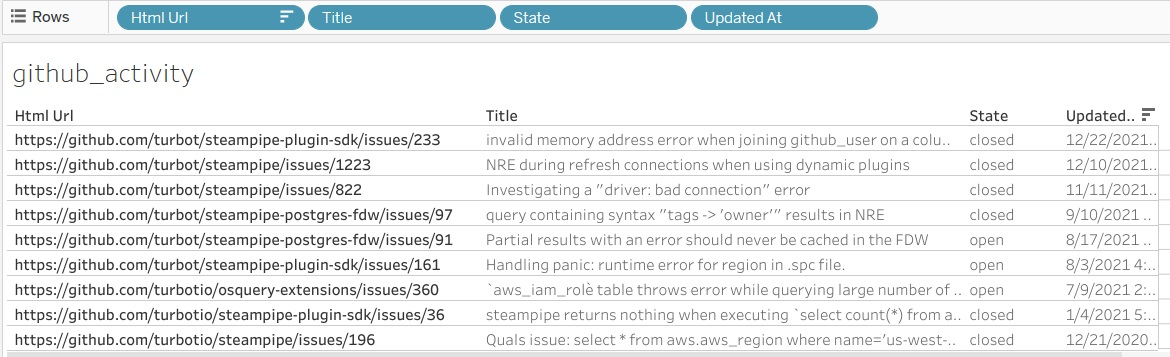 Rows Html Url Title State Updated At
github_activity
Html Url Title State Updated..
https://github.com/turbot/steampipe-plugin-sdk/issues/233 invalid memory address error when joining github_user on a colu.. closed 12/22/2021..
https://github.com/turbot/steampipe/issues/1223 NRE during refresh connections when using dynamic plugins closed 12/10/2021..
https://github.com/turbot/steampipe/issues/822 Investigating a "driver: bad connection" error closed 11/11/2021..
https://github.com/turbot/steampipe-postgres-fdw/issues/97 query containing syntax "tags -> 'owner'" results in NRE closed 9/10/2021 ..
https://github.com/turbot/steampipe-postgres-fdw/issues/91 Partial results with an error should never be cached in the FDW open 8/17/2021 ..
https://github.com/turbot/steampipe-plugin-sdk/issues/161 Handling panic: runtime error for region in .spc file. open 8/3/2021 4:..
https://github.com/turbotio/osquery-extensions/issues/360 `aws_iam_rolè table throws error while querying large number of .. open 7/9/2021 2:..
https://github.com/turbotio/steampipe-plugin-sdk/issues/36 steampipe returns nothing when executing `select count(*) from a.. closed 1/4/2021 5:..
https://github.com/turbotio/steampipe/issues/196 Quals issue: select * from aws.aws_region where name='us-west-.. closed 12/21/2020..